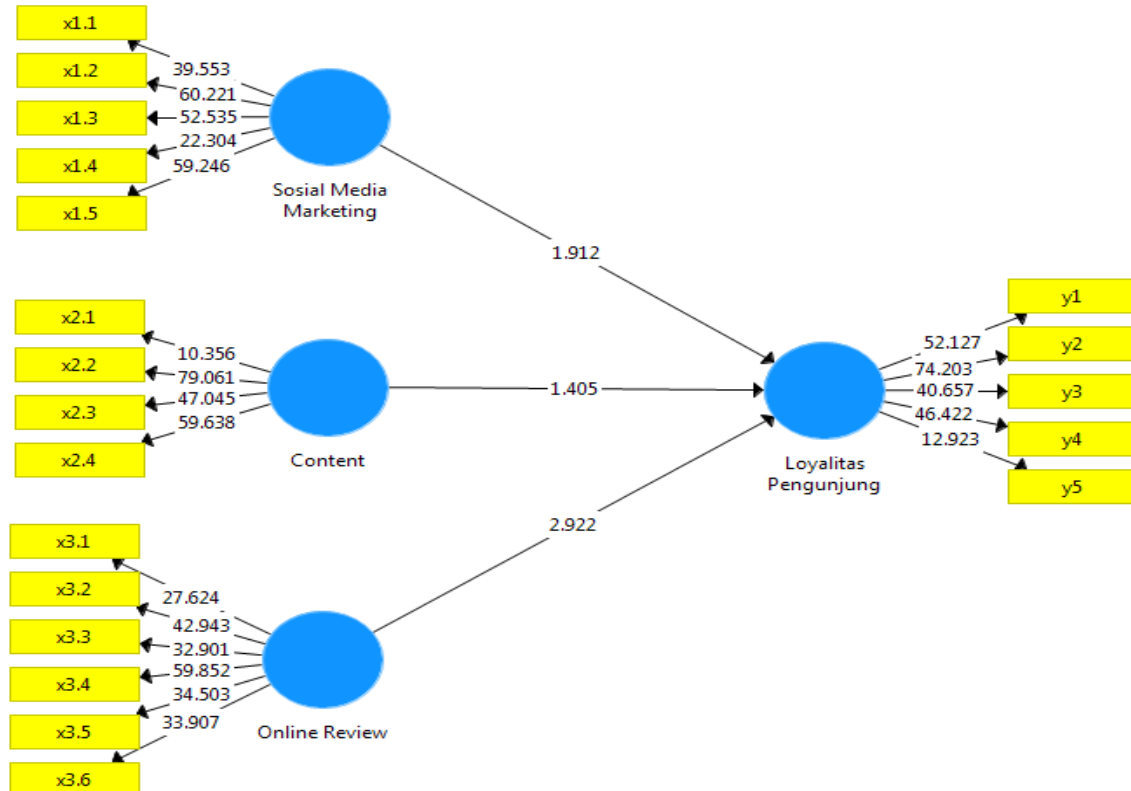 x1.1
x1.2
x1.3
x1.4
x1.5
39.553
60.221
52.535
22.304
59.246
Sosial Media
Marketing
1.912
x2.1
x2.2
x2.3
x2.4
10.356
79.061
47.045
59.638
Content
1.405
x3.1
x3.2
x3.3
x3.4
x3.5
x3.6
27.624
42.943
32.901
59.852
34.503
33.907
Online Review
2.922
Loyalitas
Pengunjung
52.127
74.203
40.657
46.422
12.923
y1
y2
y3
y4
y5